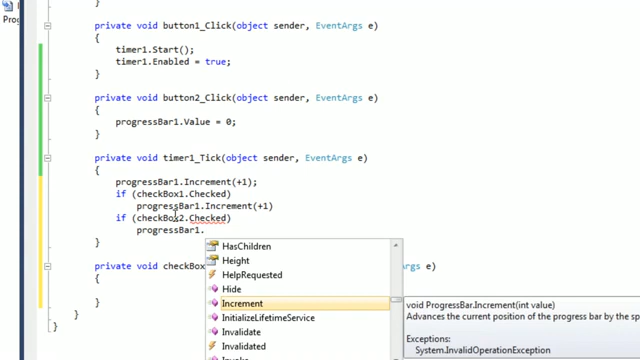 Prog
private void button1_Click(object sender, EventArgs e)
{
timer1.Start();
timer1.Enabled = true;
}
private void button2_Click(object sender, EventArgs e)
{
progressBar1.Value = 0;
}
private void timer1_Tick(object sender, EventArgs e)
{
progressBar1.Increment(+1);
if (checkBox1.Checked)
progressBar1.Increment(+1)
if (checkBox2.Checked)
progressBar1.
}
HasChildren
Height
private void checkBox
Args e)
HelpRequested
{
Hide
}
Increment
void ProgressBar.Increment(int value)
}
InitializeLifetimeService
Advances the current position of the progress bar by the sp
}
Invalidate
Exceptions:
Invalidated
System.InvalidOperationException
Invoke